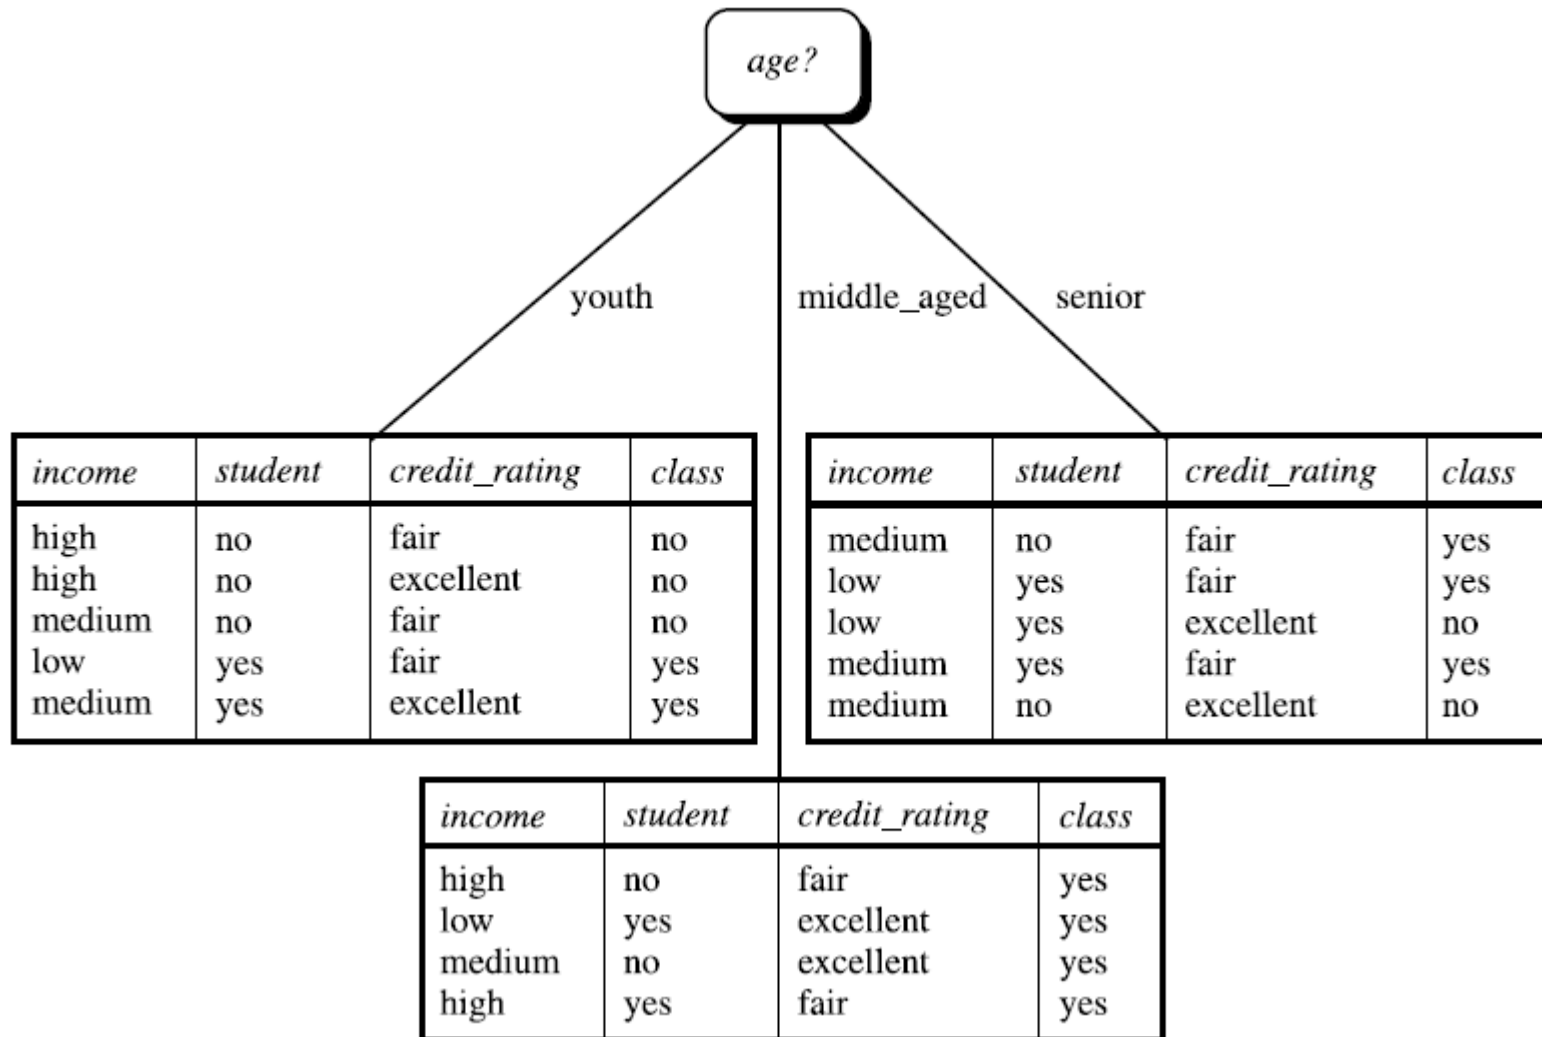 age?
youth middle_aged senior
income student credit_rating class
high no fair no
high no excellent no
medium no fair no
low yes fair yes
medium yes excellent yes
income student credit_rating class
medium no fair yes
low yes fair yes
low yes excellent no
medium yes fair yes
medium no excellent no
income student credit_rating class
high no fair yes
low yes excellent yes
medium no excellent yes
high yes fair yes